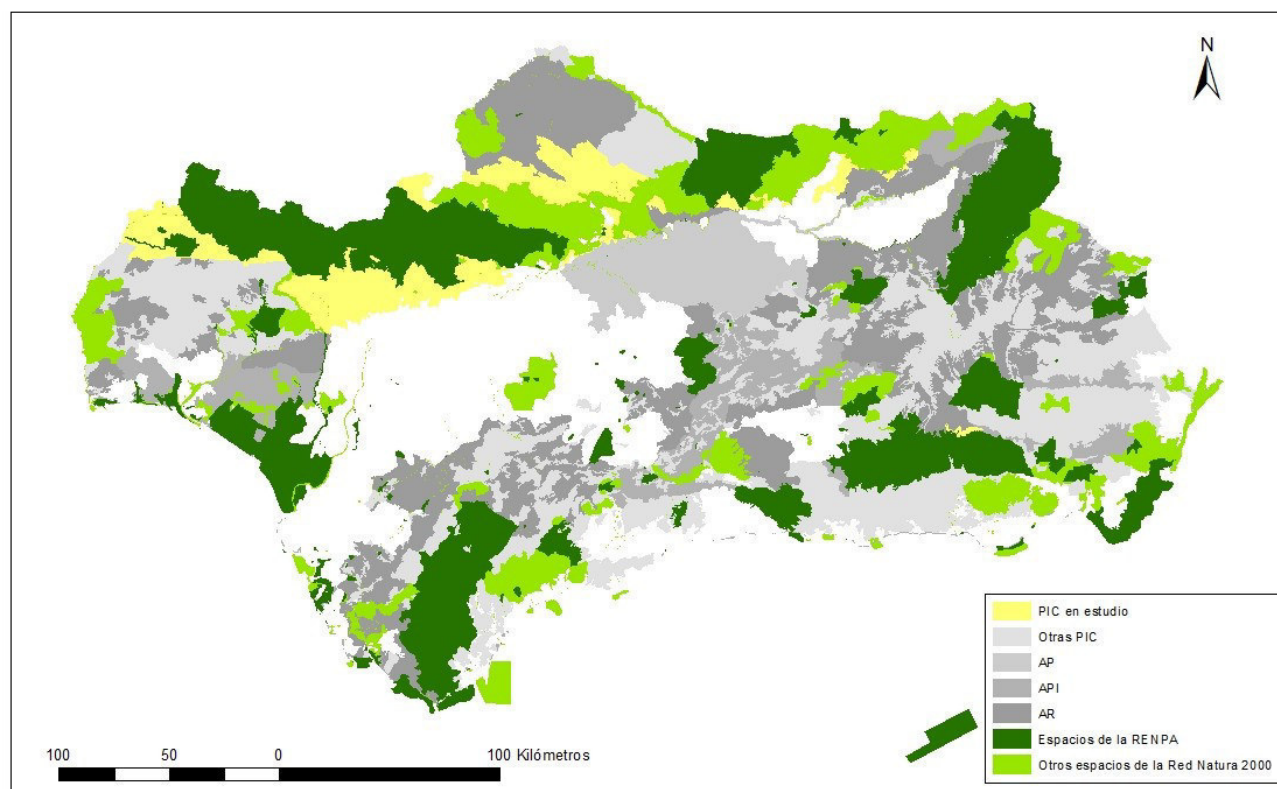 N
PIC en estudio
Otras PIC
AP
API
AR
Espacios de la RENPA
Otros espacios de la Red Natura 2000
100 50 0 100 Kilómetros